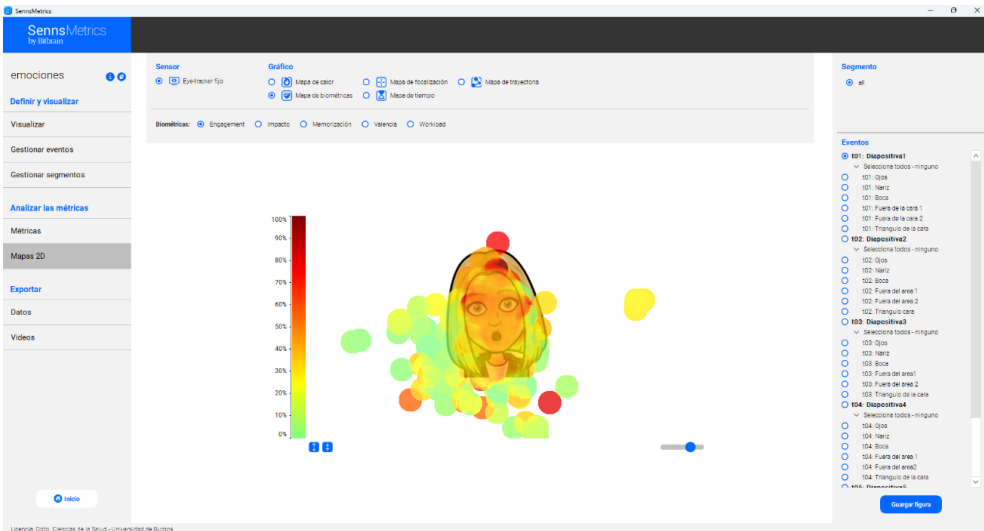 SennsMetrics
SennsMetrics
by Bitbrain
emociones
Definir y visualizar
Visualizar
Gestionar eventos
Gestionar segmentos
Analizar las métricas
Métricas
Mapas 2D
Exportar
Datos
Videos
Inicio
Licencia: Dpto. Ciencias de la Salud - Universidad de Burgos
Sensor
Eye-tracker fijo
Gráfico
Mapa de calor
Mapa de focalización
Mapa de trayectoria
Mapa de biométricas
Mapa de tiempo
Biométricas:
Engagement
Impacto
Memorización
Valencia
Workload
100%
90%
80%
70%
60%
50%
40%
30%
20%
10%
0%
Segmento
all
Eventos
t01: Diapositiva1
Selecciona todos - ninguno
t01: Ojos
t01: Nariz
t01: Boca
t01: Fuera de la cara 1
t01: Fuera de la cara 2
t01: Triangulo de la cara
t02: Diapositiva2
Selecciona todos - ninguno
t02: Ojos
t02: Nariz
t02: Boca
t02: Fuera del area 1
t02: Fuera del area 2
t02: Triangulo cara
t03: Diapositiva3
Selecciona todos - ninguno
t03: Ojos
t03: Nariz
t03: Boca
t03: Fuera del area1
t03: Fuera del area 2
t03: Triangulo de la cara
t04: Diapositiva4
Selecciona todos - ninguno
t04: Ojos
t04: Nariz
t04: Boca
t04: Fuera del area 1
t04: Fuera del area2
t04: Triangulo de la cara
t05: Diapositiva5
Guargar figura